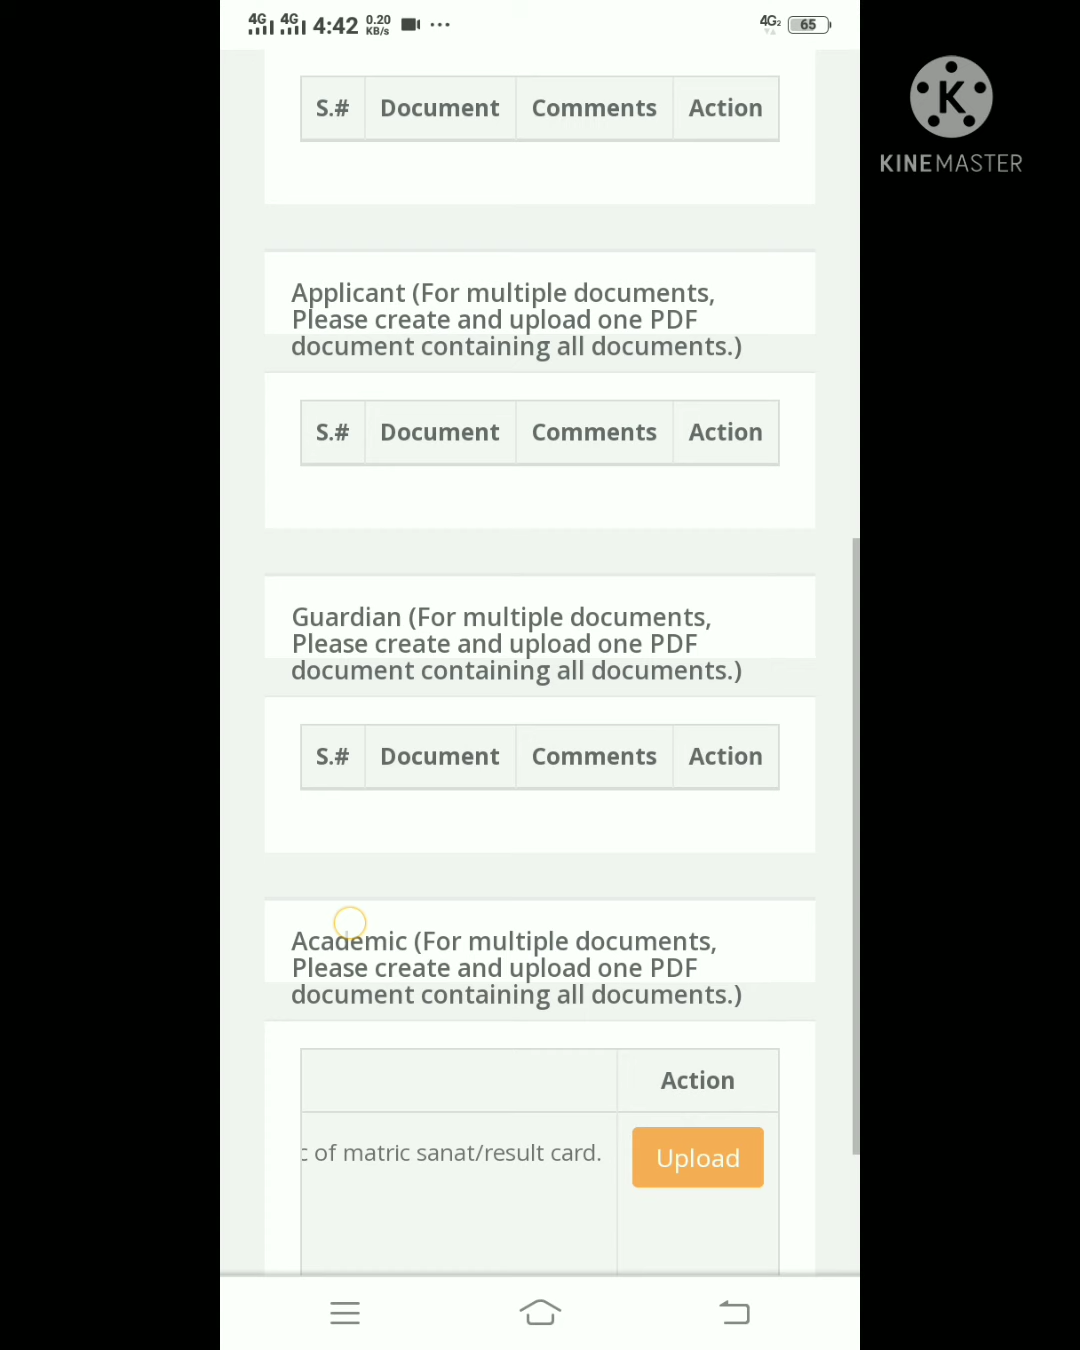 4G 4G 4:42 0.20 KB/s ... 4G2 65
K
KINEMASTER
S.# Document Comments Action
Applicant (For multiple documents,
Please create and upload one PDF
document containing all documents.)
S.# Document Comments Action
Guardian (For multiple documents,
Please create and upload one PDF
document containing all documents.)
S.# Document Comments Action
Academic (For multiple documents,
Please create and upload one PDF
document containing all documents.)
Action
of matric sanat/result card. Upload